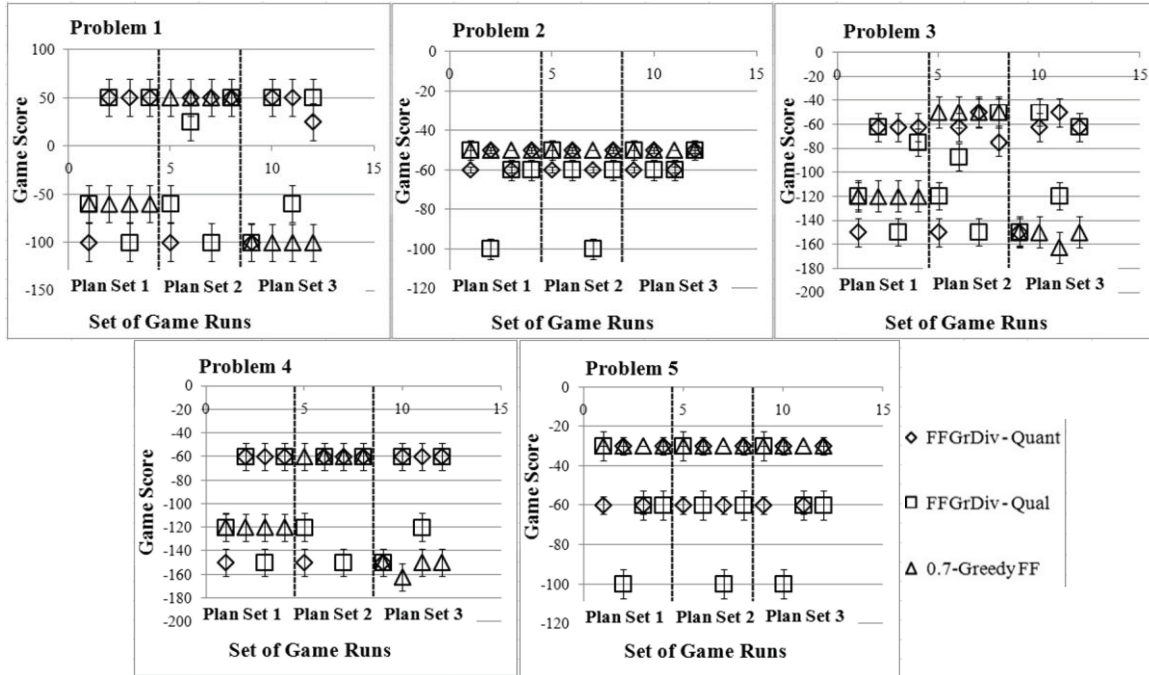 Problem 1
100
50
0
-50
-100
-150
0
5
10
15
Game Score
Plan Set 1
Plan Set 2
Plan Set 3
Set of Game Runs
Problem 2
0
-20
-40
-60
-80
-100
-120
0
5
10
15
Game Score
Plan Set 1
Plan Set 2
Plan Set 3
Set of Game Runs
Problem 3
0
-20
-40
-60
-80
-100
-120
-140
-160
-180
-200
0
5
10
15
Game Score
Plan Set 1
Plan Set 2
Plan Set 3
Set of Game Runs
Problem 4
0
-20
-40
-60
-80
-100
-120
-140
-160
-180
-200
0
5
10
15
Game Score
Plan Set 1
Plan Set 2
Plan Set 3
Set of Game Runs
Problem 5
0
-20
-40
-60
-80
-100
-120
0
5
10
15
Game Score
Plan Set 1
Plan Set 2
Plan Set 3
Set of Game Runs
FFGrDiv - Quant
FFGrDiv - Qual
0.7-Greedy FF